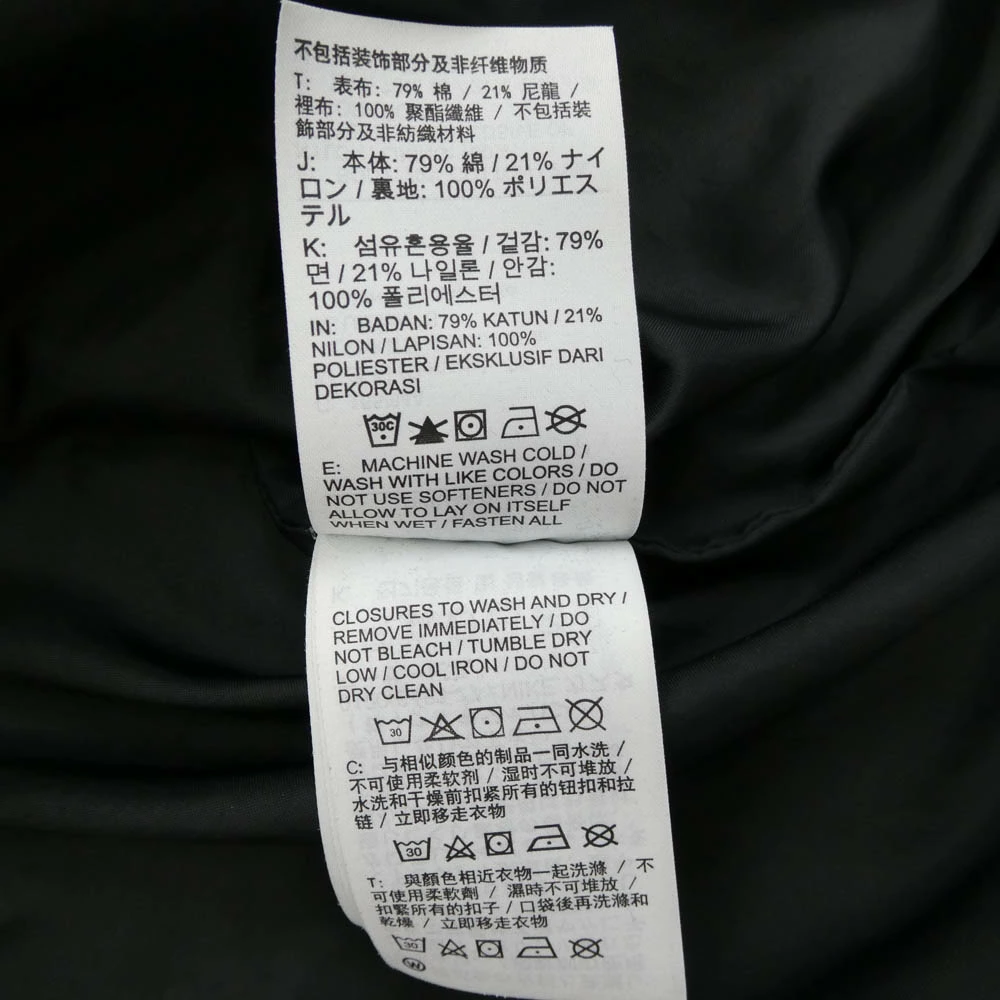 不包括装饰部分及非纤维物质
T: 表布: 79% 棉 / 21% 尼龍 /
裡布: 100% 聚酯纖維 / 不包括裝
飾部分及非紡織材料
J: 本体: 79% 綿 / 21% ナイ
ロン / 裏地: 100% ポリエス
テル
K: 섬유혼용율 / 겉감: 79%
면 / 21% 나일론 / 안감:
100% 폴리에스터
IN: BADAN: 79% KATUN / 21%
NILON / LAPISAN: 100%
POLIESTER / EKSKLUSIF DARI
DEKORASI
30C
E: MACHINE WASH COLD /
WASH WITH LIKE COLORS / DO
NOT USE SOFTENERS / DO NOT
ALLOW TO LAY ON ITSELF
WHEN WET / FASTEN ALL
CLOSURES TO WASH AND DRY /
REMOVE IMMEDIATELY / DO
NOT BLEACH / TUMBLE DRY
LOW / COOL IRON / DO NOT
DRY CLEAN
30
C: 与相似颜色的制品一同水洗 /
不可使用柔软剂 / 湿时不可堆放 /
水洗和干燥前扣紧所有的钮扣和拉
链 / 立即移走衣物
30
T: 與顏色相近衣物一起洗滌 / 不
可使用柔軟劑 / 濕時不可堆放 /
扣緊所有的扣子 / 口袋後再洗滌和
乾燥 / 立即移走衣物
30
W